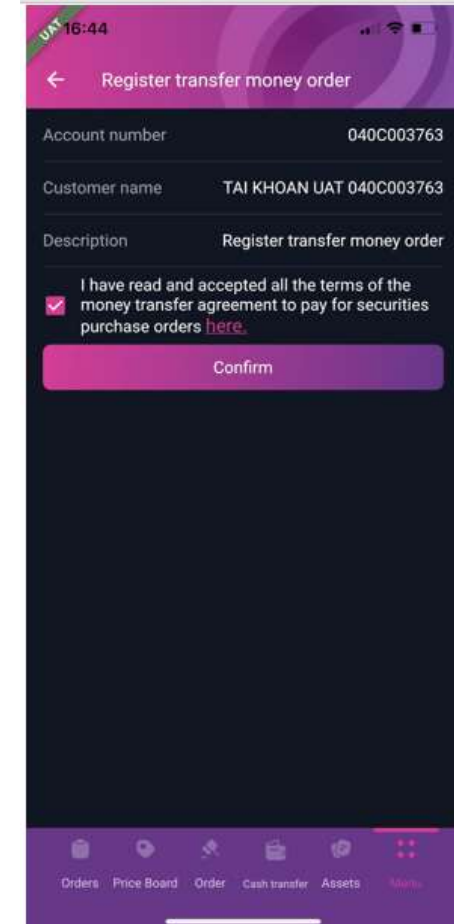 UAT
16:44
Register transfer money order
Account number 040C003763
Customer name TAI KHOAN UAT 040C003763
Description Register transfer money order
I have read and accepted all the terms of the
money transfer agreement to pay for securities
purchase orders here.
Confirm
Orders Price Board Order Cash transfer Assets Menu